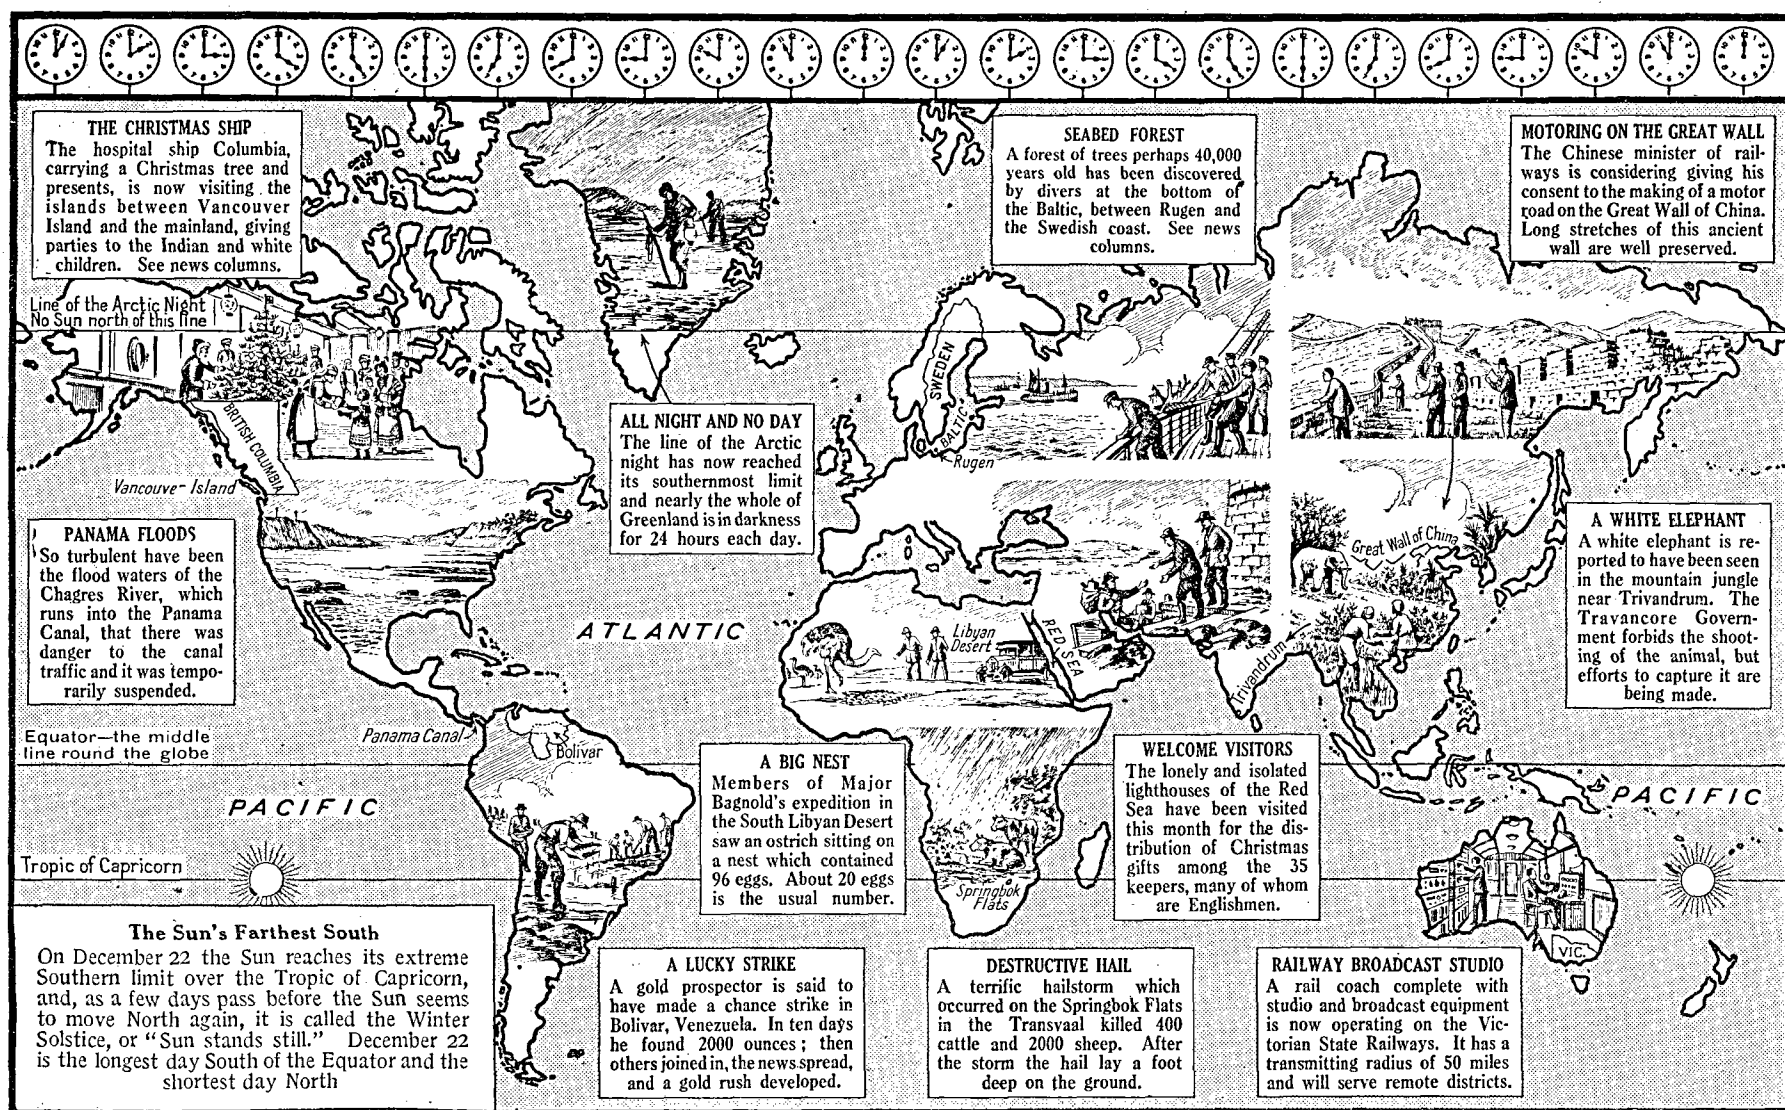 THE CHRISTMAS SHIP
The hospital ship Columbia,
carrying a Christmas tree and
presents, is now visiting the
islands between Vancouver
Island and the mainland, giving
parties to the Indian and white
children. See news columns.
SEABED FOREST
A forest of trees perhaps 40,000
years old has been discovered
by divers at the bottom of
the Baltic, between Rugen and
the Swedish coast. See news
columns.
MOTORING ON THE GREAT WALL
The Chinese minister of rail-
ways is considering giving his
consent to the making of a motor
road on the Great Wall of China.
Long stretches of this ancient
wall are well preserved.
Line of the Arctic Night
No Sun north of this line
BRITISH COLUMBIA
Vancouver Island
SWEDEN
BALTIC
Rugen
ALL NIGHT AND NO DAY
The line of the Arctic
night has now reached
its southernmost limit
and nearly the whole of
Greenland is in darkness
for 24 hours each day.
PANAMA FLOODS
So turbulent have been
the flood waters of the
Chagres River, which
runs into the Panama
Canal, that there was
danger to the canal
traffic and it was tempo-
rarily suspended.
Great Wall of China
A WHITE ELEPHANT
A white elephant is re-
ported to have been seen
in the mountain jungle
near Trivandrum. The
Travancore Govern-
ment forbids the shoot-
ing of the animal, but
efforts to capture it are
being made.
ATLANTIC
Libyan
Desert
RED SEA
Trivandrum
Equator—the middle
line round the globe
Panama Canal
Bolivar
PACIFIC
A BIG NEST
Members of Major
Bagnold's expedition in
the South Libyan Desert
saw an ostrich sitting on
a nest which contained
96 eggs. About 20 eggs
is the usual number.
WELCOME VISITORS
The lonely and isolated
lighthouses of the Red
Sea have been visited
this month for the dis-
tribution of Christmas
gifts among the 35
keepers, many of whom
are Englishmen.
PACIFIC
Tropic of Capricorn
Springbok
Flats
VIC.
The Sun's Farthest South
On December 22 the Sun reaches its extreme
Southern limit over the Tropic of Capricorn,
and, as a few days pass before the Sun seems
to move North again, it is called the Winter
Solstice, or "Sun stands still." December 22
is the longest day South of the Equator and the
shortest day North
A LUCKY STRIKE
A gold prospector is said to
have made a chance strike in
Bolivar, Venezuela. In ten days
he found 2000 ounces; then
others joined in, the news spread,
and a gold rush developed.
DESTRUCTIVE HAIL
A terrific hailstorm which
occurred on the Springbok Flats
in the Transvaal killed 400
cattle and 2000 sheep. After
the storm the hail lay a foot
deep on the ground.
RAILWAY BROADCAST STUDIO
A rail coach complete with
studio and broadcast equipment
is now operating on the Vic-
torian State Railways. It has a
transmitting radius of 50 miles
and will serve remote districts.